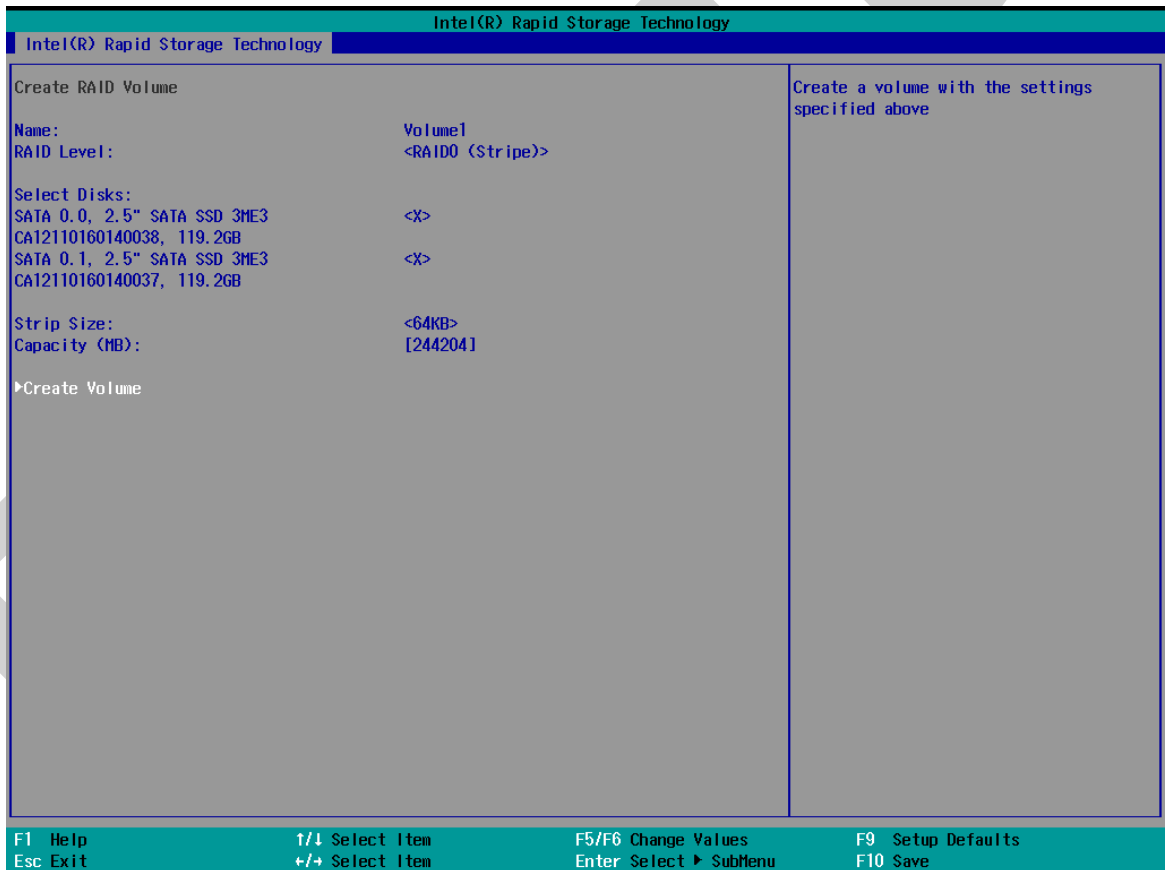 Intel(R) Rapid Storage Technology
Intel(R) Rapid Storage Technology
Create RAID Volume
Name: Volume1
RAID Level: <RAID0 (Stripe)>
Select Disks:
SATA 0.0, 2.5" SATA SSD 3ME3 <X>
CA12110160140038, 119.2GB
SATA 0.1, 2.5" SATA SSD 3ME3 <X>
CA12110160140037, 119.2GB
Strip Size: <64KB>
Capacity (MB): [244204]
▶Create Volume
Create a volume with the settings
specified above
F1 Help ↑/↓ Select Item F5/F6 Change Values F9 Setup Defaults
Esc Exit ←/→ Select Item Enter Select ▶ SubMenu F10 Save